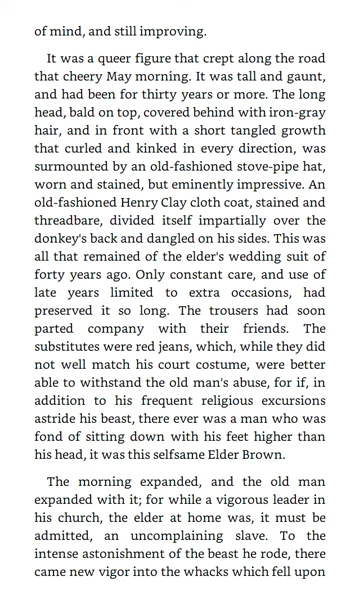 of mind, and still improving.
It was a queer figure that crept along the road
that cheery May morning. It was tall and gaunt,
and had been for thirty years or more. The long
head, bald on top, covered behind with iron-gray
hair, and in front with a short tangled growth
that curled and kinked in every direction, was
surmounted by an old-fashioned stove-pipe hat,
worn and stained, but eminently impressive. An
old-fashioned Henry Clay cloth coat, stained and
threadbare, divided itself impartially over the
donkey's back and dangled on his sides. This was
all that remained of the elder's wedding suit of
forty years ago. Only constant care, and use of
late years limited to extra occasions, had
preserved it so long. The trousers had soon
parted company with their friends. The
substitutes were red jeans, which, while they did
not well match his court costume, were better
able to withstand the old man's abuse, for if, in
addition to his frequent religious excursions
astride his beast, there ever was a man who was
fond of sitting down with his feet higher than
his head, it was this selfsame Elder Brown.
The morning expanded, and the old man
expanded with it; for while a vigorous leader in
his church, the elder at home was, it must be
admitted, an uncomplaining slave. To the
intense astonishment of the beast he rode, there
came new vigor into the whacks which fell upon